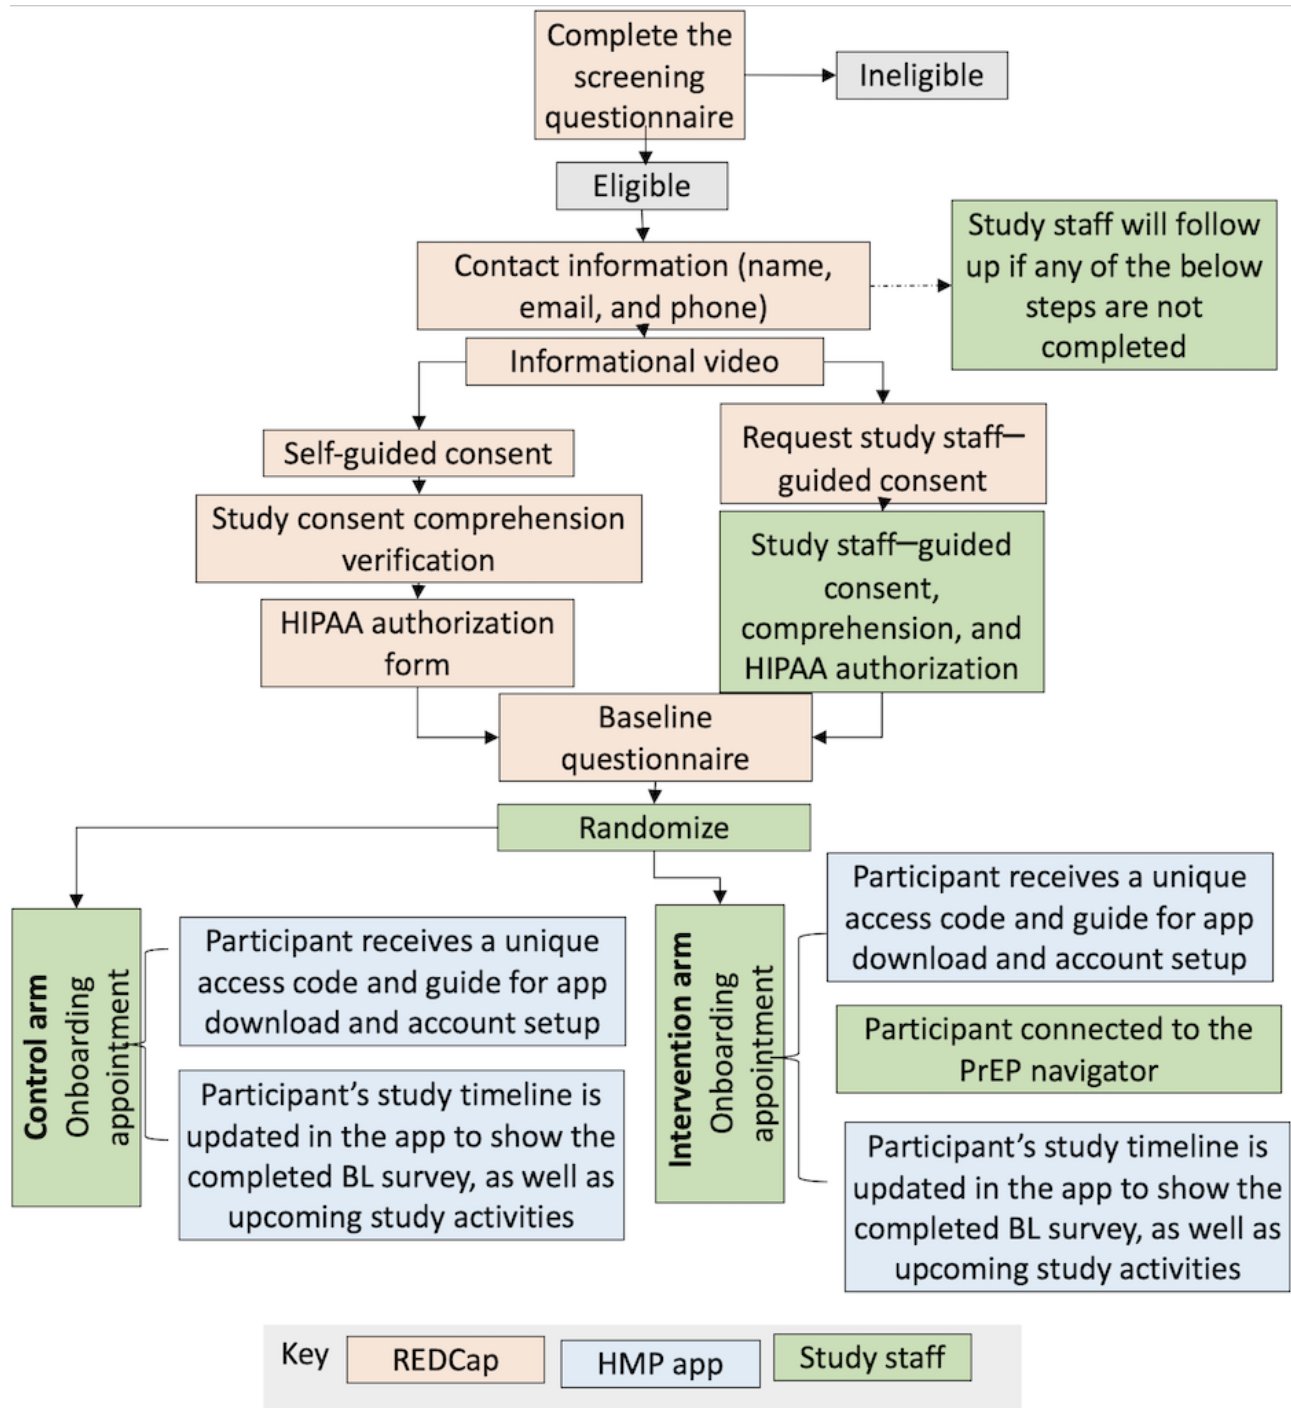 Complete the
screening
questionnaire
Ineligible
Eligible
Contact information (name,
email, and phone)
Study staff will follow
up if any of the below
steps are not
completed
Informational video
Self-guided consent
Request study staff—
guided consent
Study consent comprehension
verification
Study staff—guided
consent,
comprehension, and
HIPAA authorization
HIPAA authorization
form
Baseline
questionnaire
Randomize
Control arm
Onboarding
appointment
Participant receives a unique
access code and guide for app
download and account setup
Participant’s study timeline is
updated in the app to show the
completed BL survey, as well as
upcoming study activities
Intervention arm
Onboarding
appointment
Participant receives a unique
access code and guide for app
download and account setup
Participant connected to the
PrEP navigator
Participant’s study timeline is
updated in the app to show the
completed BL survey, as well as
upcoming study activities
Key
REDCap
HMP app
Study staff